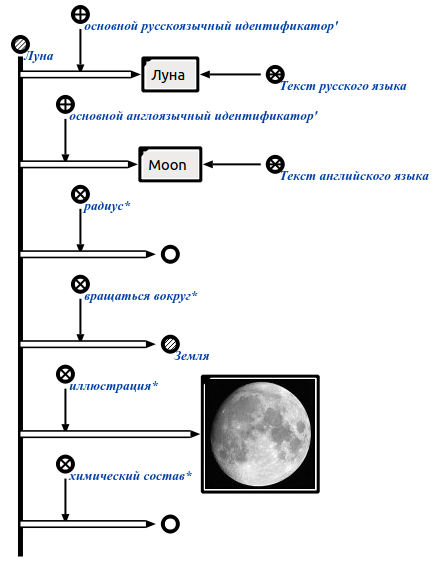 основной русскоязычный идентификатор'
Луна
Луна
Текст русского языка
основной англоязычный идентификатор'
Moon
Текст английского языка
радиус*
вращаться вокруг*
Земля
иллюстрация*
химический состав*